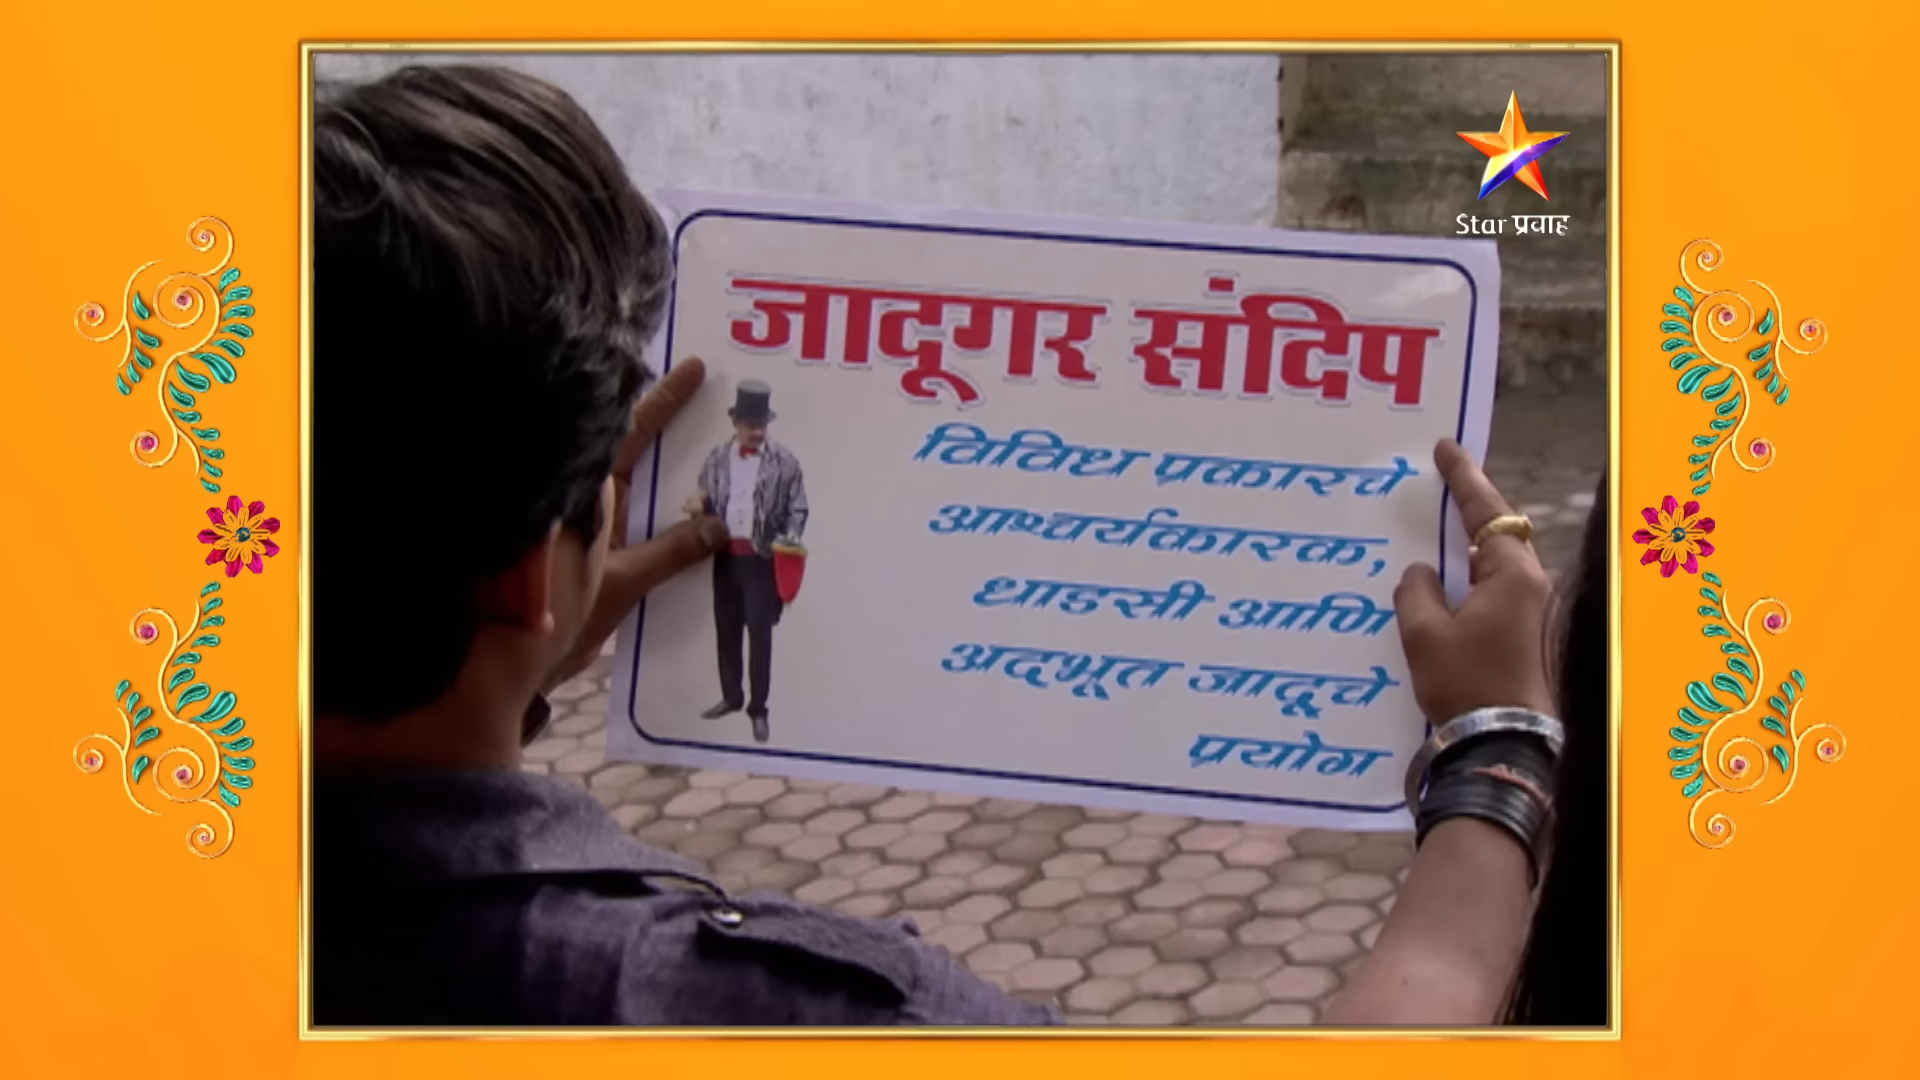 Star प्रवाह
जादूगर संदिप
विविध प्रकारचे
आश्चर्यकारक,
धाडसी आणि
अदभूत जादूचे
प्रयोग